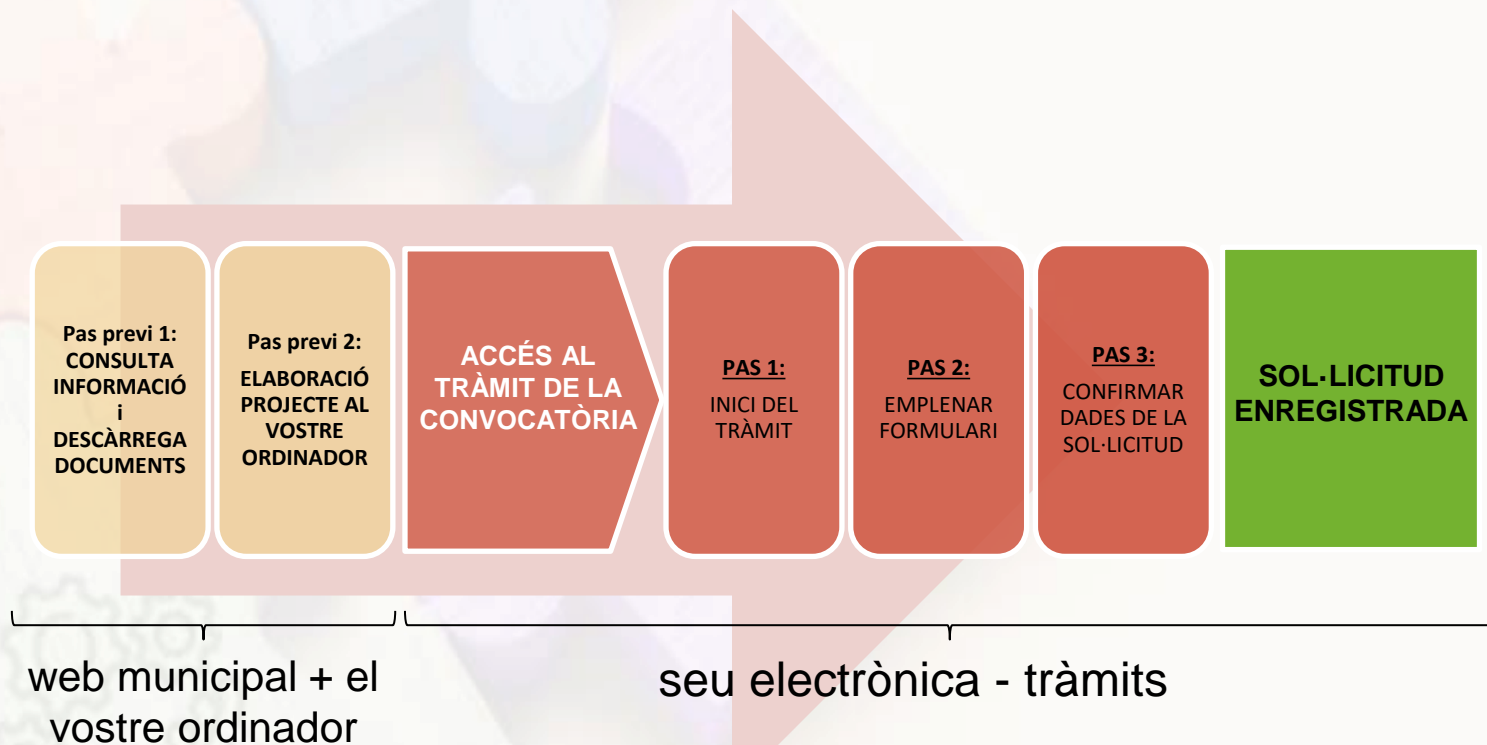 Pas previ 1:
CONSULTA
INFORMACIÓ
i
DESCÀRREGA
DOCUMENTS
Pas previ 2:
ELABORACIÓ
PROJECTE AL
VOSTRE
ORDINADOR
ACCÉS AL
TRÀMIT DE LA
CONVOCATÒRIA
PAS 1:
INICI DEL
TRÀMIT
PAS 2:
EMPLENAR
FORMULARI
PAS 3:
CONFIRMAR
DADES DE LA
SOL·LICITUD
SOL·LICITUD
ENREGISTRADA
web municipal + el
vostre ordinador
seu electrònica - tràmits